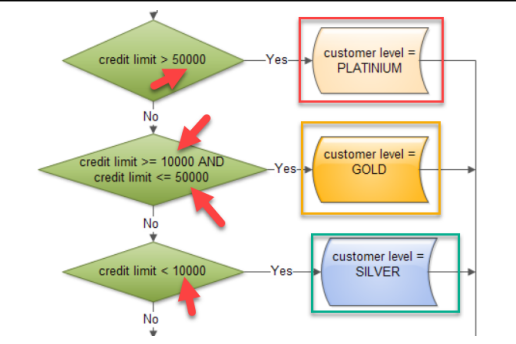 credit limit > 50000
Yes
customer level =
PLATINIUM
No
credit limit >= 10000 AND
credit limit <= 50000
Yes
customer level =
GOLD
No
credit limit < 10000
Yes
customer level =
SILVER
No